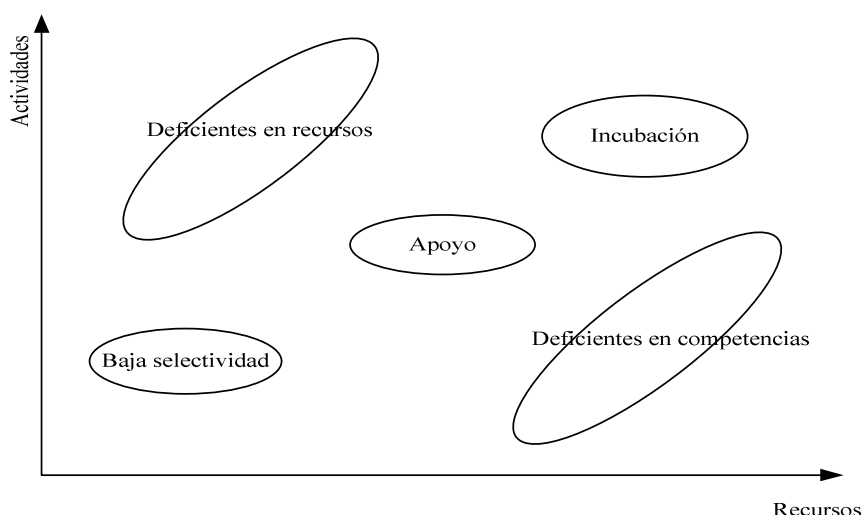 Actividades
Deficientes en recursos
Incubación
Apoyo
Deficientes en competencias
Baja selectividad
Recursos